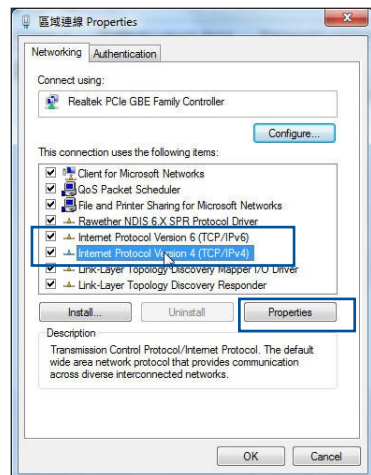 區域連線 Properties
Networking
Authentication
Connect using:
Realtek PCIe GBE Family Controller
Configure...
This connection uses the following items:
Client for Microsoft Networks
QoS Packet Scheduler
File and Printer Sharing for Microsoft Networks
Rawether NDIS 6.X SPR Protocol Driver
Internet Protocol Version 6 (TCP/IPv6)
Internet Protocol Version 4 (TCP/IPv4)
Link-Layer Topology Discovery Mapper I/O Driver
Link-Layer Topology Discovery Responder
Install...
Uninstall
Properties
Description
Transmission Control Protocol/Internet Protocol. The default
wide area network protocol that provides communication
across diverse interconnected networks.
OK
Cancel